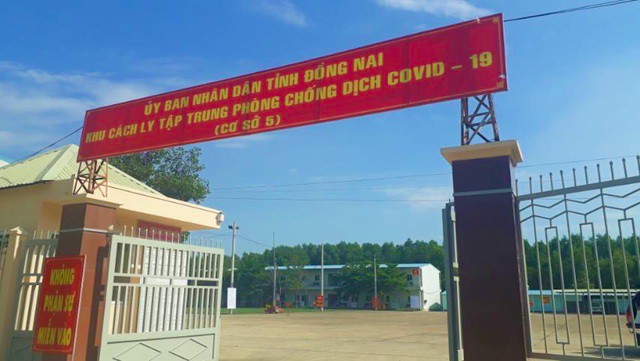 ỦY BAN NHÂN DÂN TỈNH ĐỒNG NAI
KHU CÁCH LY TẬP TRUNG PHÒNG CHỐNG DỊCH COVID - 19
(CƠ SỞ 5)
KHÔNG
PHẬN SỰ
MIỄN VÀO